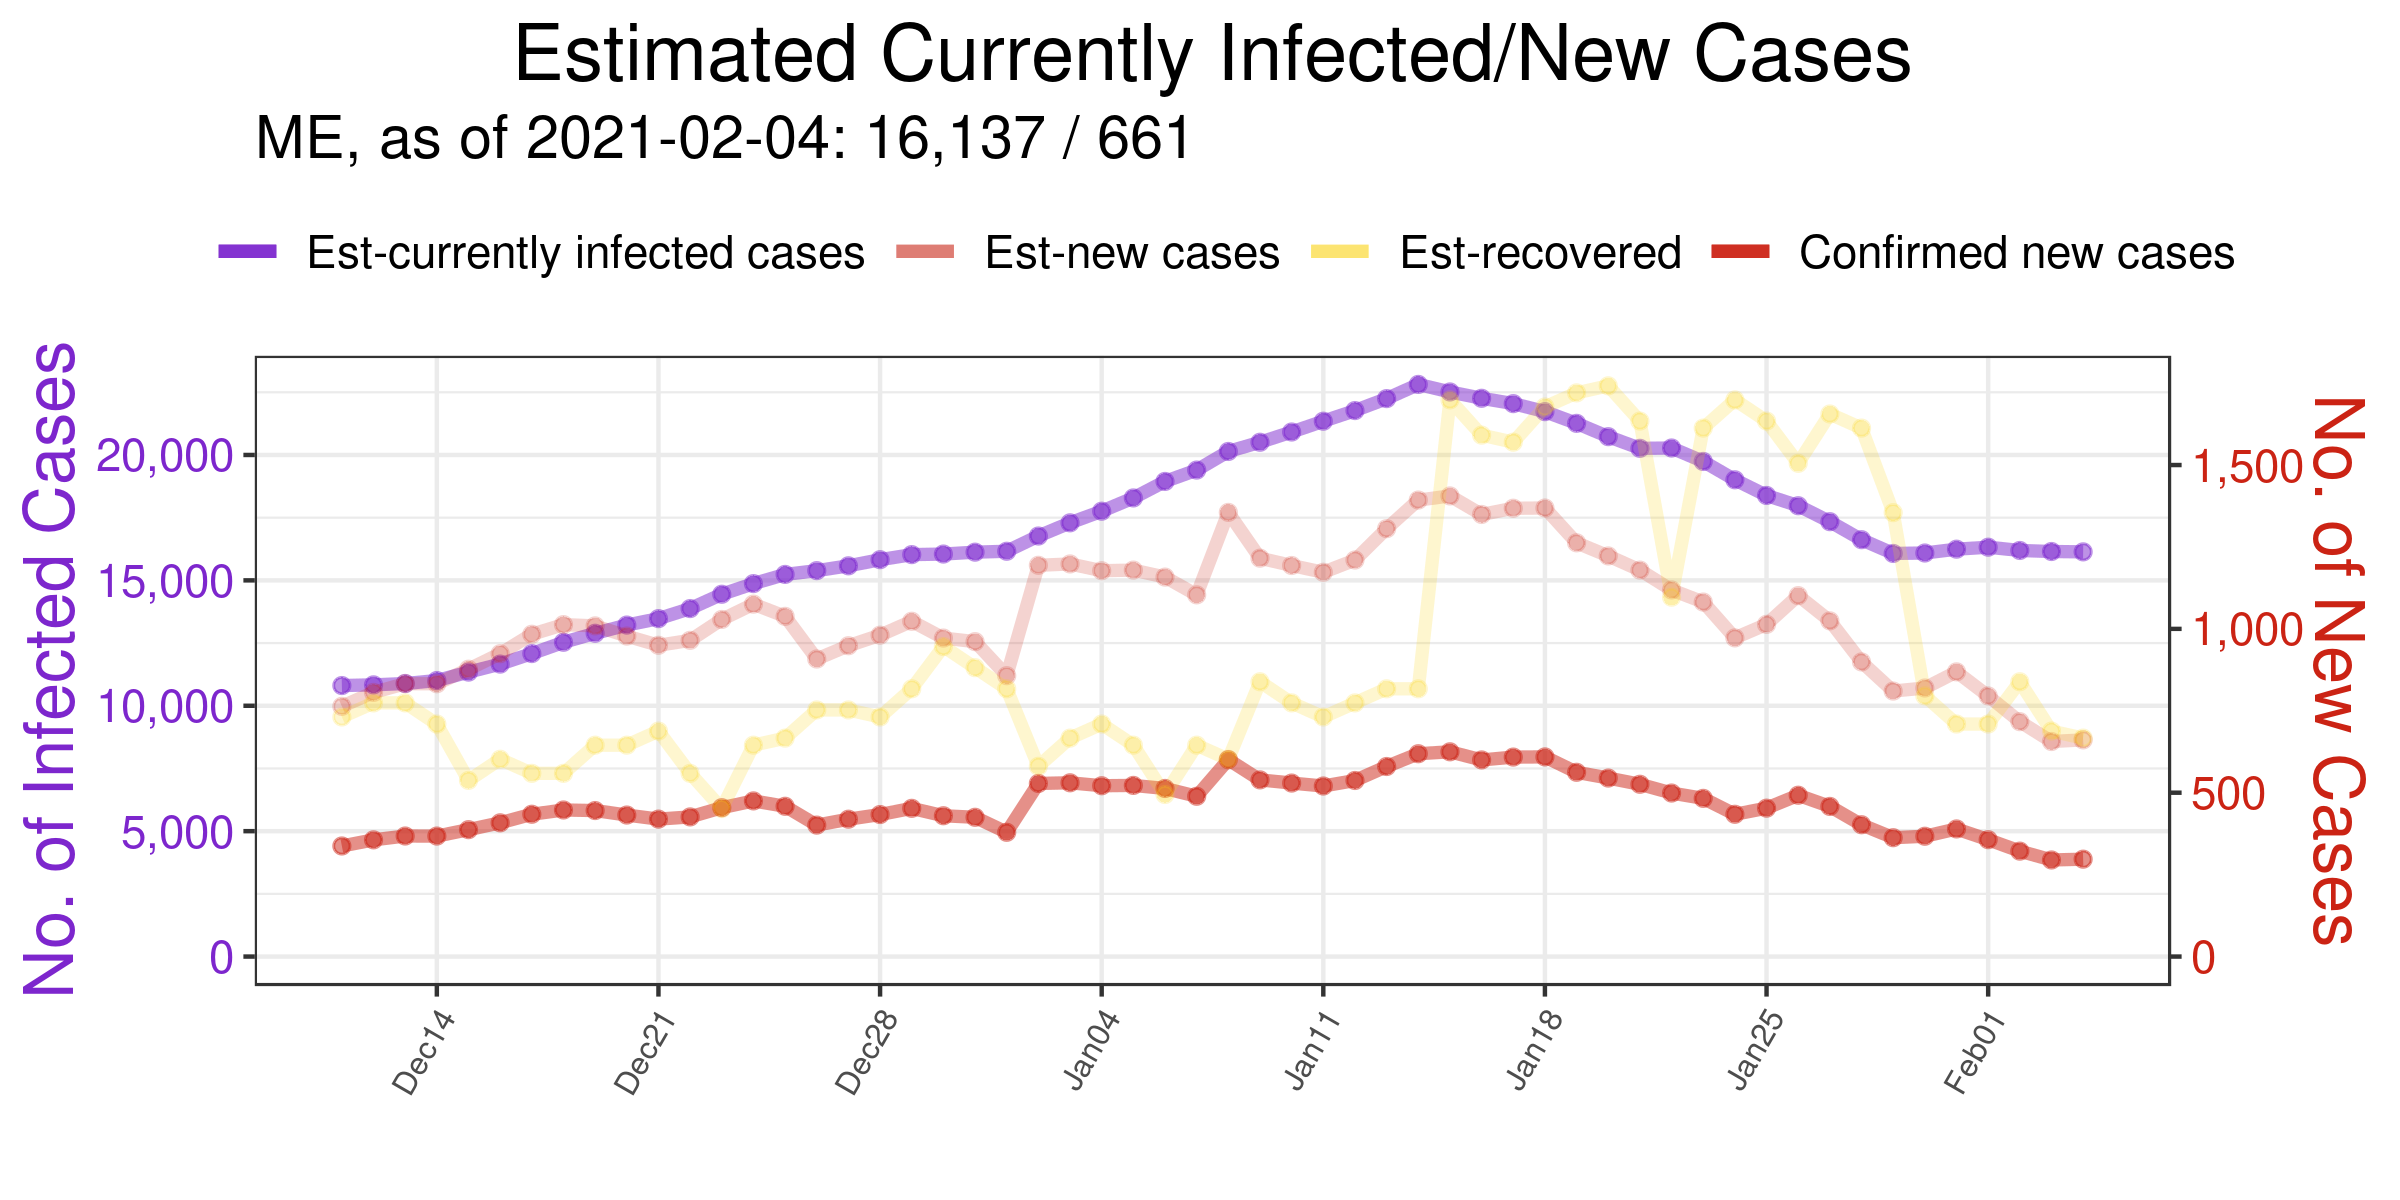 Estimated Currently Infected/New Cases
ME, as of 2021-02-04: 16,137 / 661
Est-currently infected cases Est-new cases Est-recovered Confirmed new cases
No. of Infected Cases
20,000
15,000
10,000
5,000
0
1,500
1,000
500
0
No. of New Cases
Dec14 Dec21 Dec28 Jan04 Jan11 Jan18 Jan25 Feb01